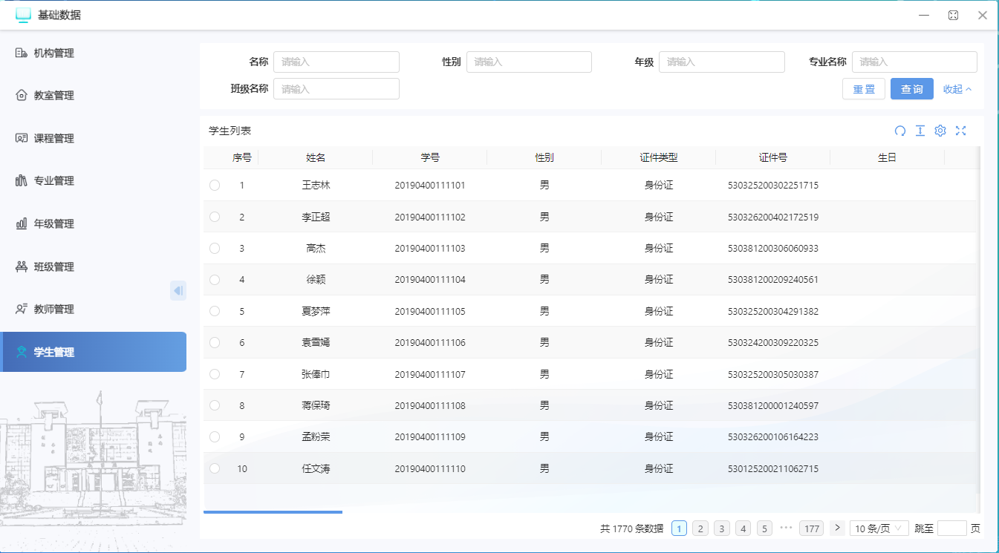 基础数据
机构管理
教室管理
课程管理
专业管理
年级管理
班级管理
教师管理
学生管理
名称 请输入 性别 请输入 年级 请输入 专业名称 请输入
班级名称 请输入 重 置 查 询 收起
学生列表
序号 姓名 学号 性别 证件类型 证件号 生日
1 王志林 20190400111101 男 身份证 530325200302251715
2 李正超 20190400111102 男 身份证 530326200402172519
3 高杰 20190400111103 男 身份证 530381200306060933
4 徐颖 20190400111104 男 身份证 530381200209240561
5 夏梦萍 20190400111105 男 身份证 530325200304291382
6 袁雪嫣 20190400111106 男 身份证 530324200309220325
7 张俸巾 20190400111107 男 身份证 530325200305030387
8 蒋保琦 20190400111108 男 身份证 530381200001240597
9 孟粉荣 20190400111109 男 身份证 530326200106164223
10 任文涛 20190400111110 男 身份证 530125200211062715
共 1770 条数据 1 2 3 4 5 ••• 177 > 10 条/页 跳至 页